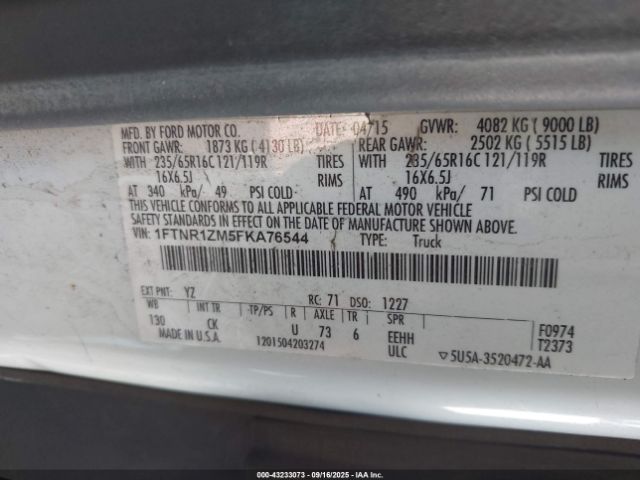 MFD. BY FORD MOTOR CO. DATE: 04/15 GVWR: 4082 KG ( 9000 LB)
FRONT GAWR: 1873 KG ( 4130 LB) REAR GAWR: 2502 KG ( 5515 LB)
WITH 235/65R16C 121/119R TIRES WITH 235/65R16C 121/119R TIRES
16X6.5J RIMS 16X6.5J RIMS
AT 340 kPa/ 49 PSI COLD AT 490 kPa/ 71 PSI COLD
THIS VEHICLE CONFORMS TO ALL APPLICABLE FEDERAL MOTOR VEHICLE
SAFETY STANDARDS IN EFFECT ON THE DATE OF MANUFACTURE SHOWN ABOVE.
VIN: 1FTNR1ZM5FKA76544 TYPE: Truck
EXT PNT: YZ RC: 71 DSO: 1227
WB INT TR TP/PS R AXLE TR SPR F0974
130 CK U 73 6 EEHH T2373
MADE IN U.S.A. 1201504203274 ULC ▽5U5A-3520472-AA
000-43233073 - 09/16/2025 - IAAI.COM